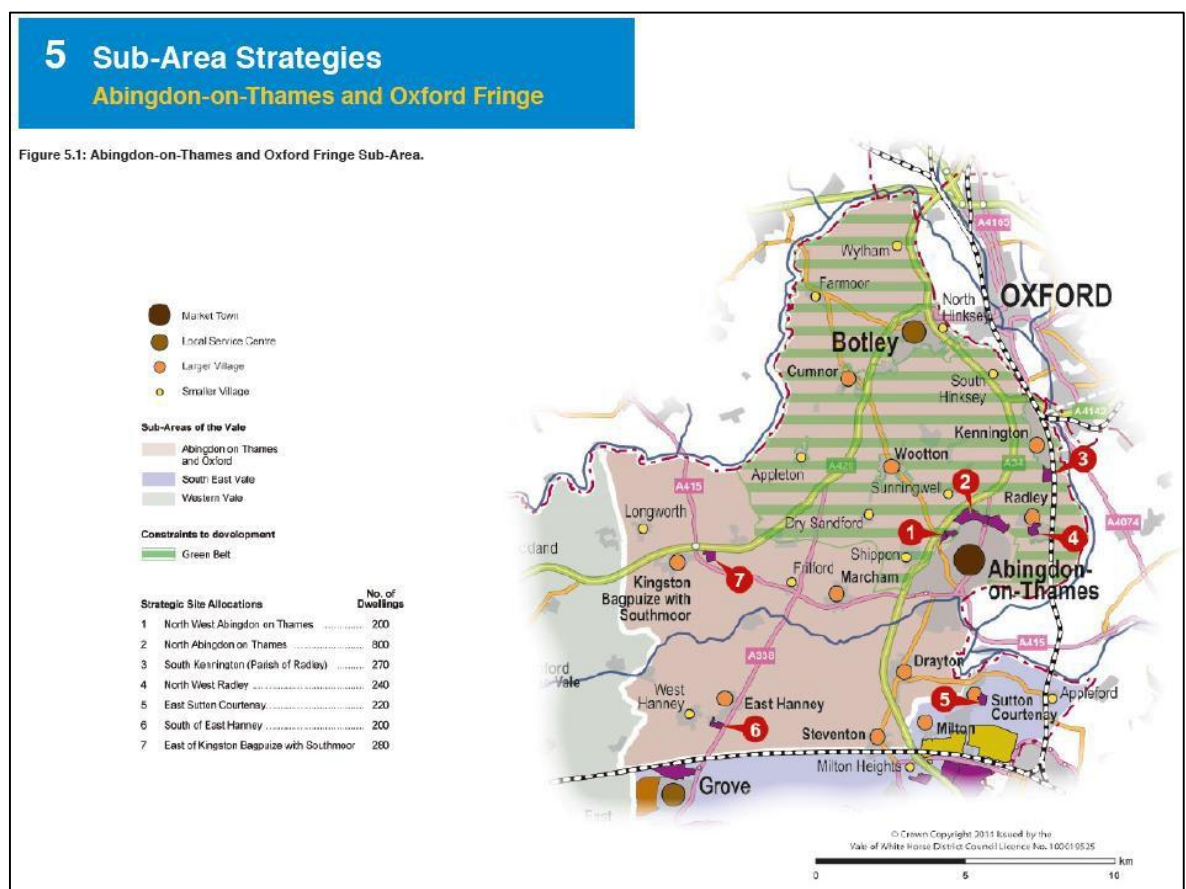 5 Sub-Area Strategies
Abingdon-on-Thames and Oxford Fringe
Figure 5.1: Abingdon-on-Thames and Oxford Fringe Sub-Area.
Market Town
Local Service Centre
Larger Village
Smaller Village
Sub-Areas of the Vale
Abingdon on Thames
and Oxford
South East Vale
Western Vale
Constraints to development
Green Belt
Strategic Site Allocations No. of
Dwellings
1 North West Abingdon on Thames .............. 200
2 North Abingdon on Thames ........................ 800
3 South Kennington (Parish of Radley) ......... 270
4 North West Radley ...................................... 240
5 East Sutton Courtenay................................. 220
6 South of East Hanney .................................. 200
7 East of Kingston Bagpuize with Southmoor 280
A4165
Wytham
Farmoor
North
Hinksey
OXFORD
Botley
Cumnor
South
Hinksey
A4142
Kennington
3
Appleton
A420
Wootton
A34
Sunningwell
2
Radley
A415
Longworth
Dry Sandford
1
A4074
4
Shippon
Abingdon-
on-Thames
Kingston
Bagpuize with
Southmoor
7
Frilford
Marcham
A415
A338
Drayton
West
Hanney
East Hanney
6
5
Sutton
Courtenay
Appleford
Steventon
Milton
Milton Heights
Grove
Vale
East
© Crown Copyright 2014 Issued by the
Vale of White Horse District Council Licence No. 100019525
km
0 5 10